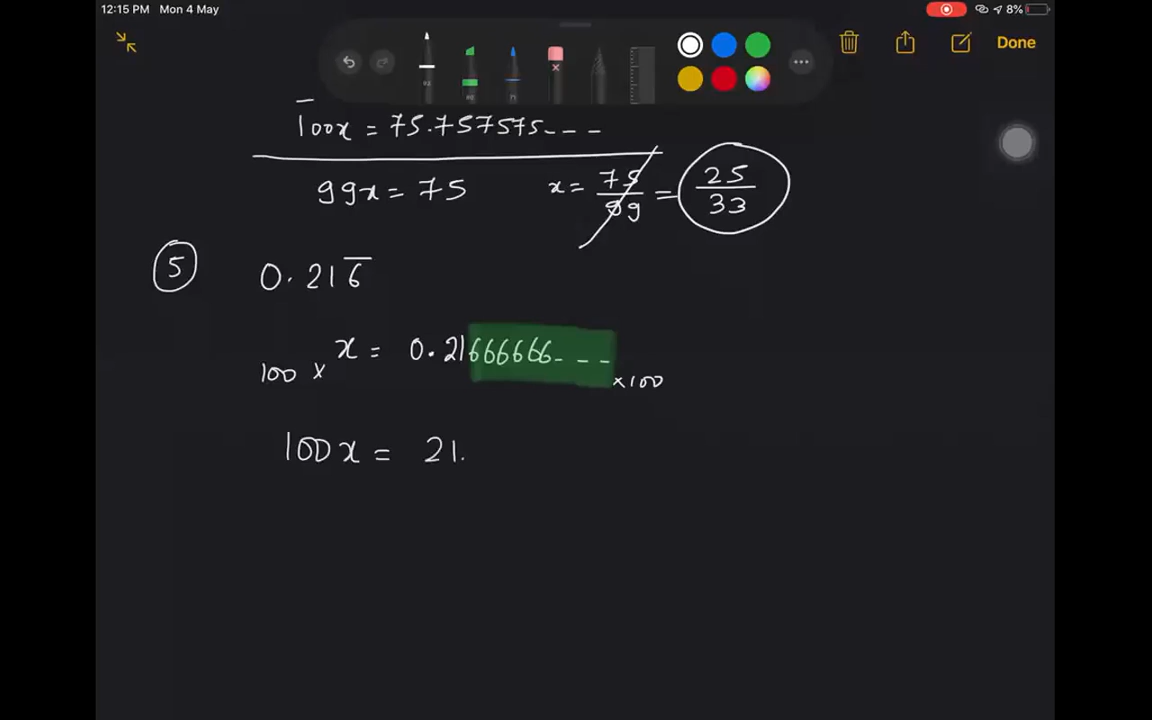 12:15 PM Mon 4 May
8%
Done
100x = 75.757575---
99x = 75 x = 75/99 = 25/33
5 0.216̅
x = 0.21666666---
100 × ×100
100x = 21.